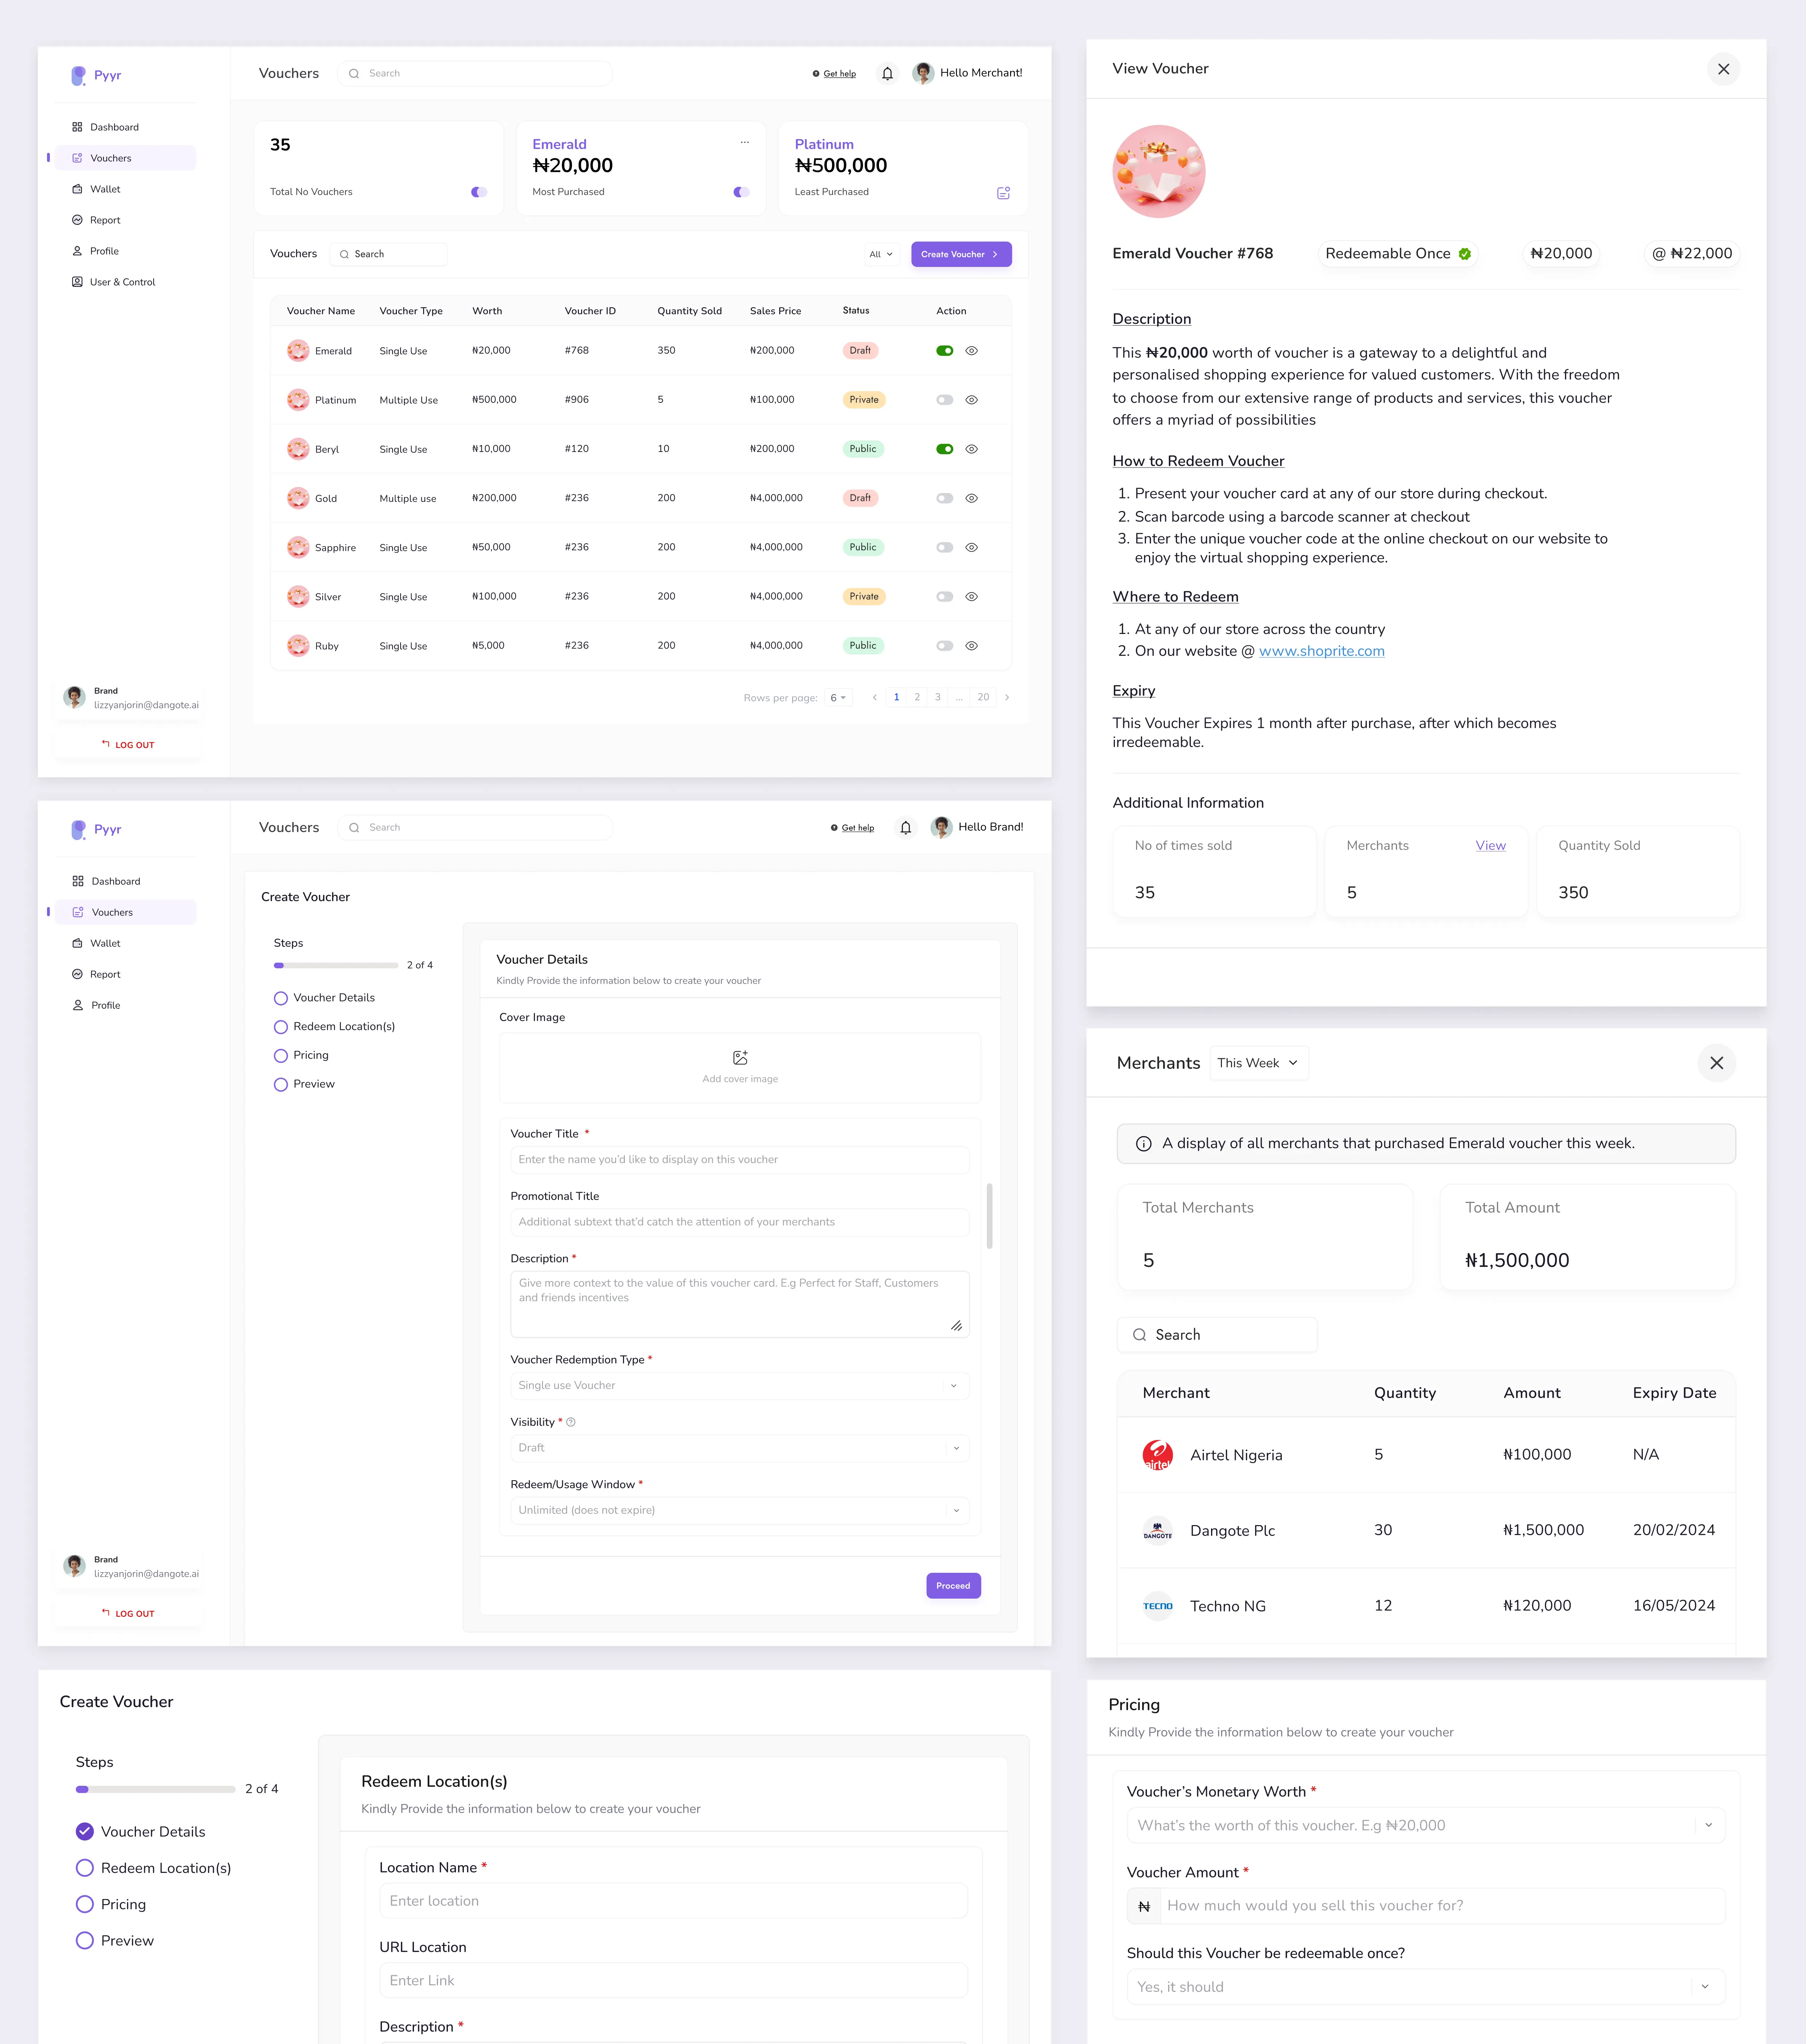 Pyyr
Dashboard
Vouchers
Wallet
Report
Profile
User & Control
Brand
lizzyanjorin@dangote.ai
LOG OUT
Vouchers
Search
Get help
Hello Merchant!
35
Total No Vouchers
Emerald
₦20,000
Most Purchased
...
Platinum
₦500,000
Least Purchased
Vouchers
Search
All
Create Voucher
Voucher Name Voucher Type Worth Voucher ID Quantity Sold Sales Price Status Action
Emerald Single Use ₦20,000 #768 350 ₦200,000 Draft
Platinum Multiple Use ₦500,000 #906 5 ₦100,000 Private
Beryl Single Use ₦10,000 #120 10 ₦200,000 Public
Gold Multiple use ₦200,000 #236 200 ₦4,000,000 Draft
Sapphire Single Use ₦50,000 #236 200 ₦4,000,000 Public
Silver Single Use ₦100,000 #236 200 ₦4,000,000 Private
Ruby Single Use ₦5,000 #236 200 ₦4,000,000 Public
Rows per page: 6 < 1 2 3 ... 20 >
View Voucher
Emerald Voucher #768 Redeemable Once ₦20,000 @ ₦22,000
Description
This ₦20,000 worth of voucher is a gateway to a delightful and
personalised shopping experience for valued customers. With the freedom
to choose from our extensive range of products and services, this voucher
offers a myriad of possibilities
How to Redeem Voucher
1. Present your voucher card at any of our store during checkout.
2. Scan barcode using a barcode scanner at checkout
3. Enter the unique voucher code at the online checkout on our website to
enjoy the virtual shopping experience.
Where to Redeem
1. At any of our store across the country
2. On our website @ www.shoprite.com
Expiry
This Voucher Expires 1 month after purchase, after which becomes
irredeemable.
Additional Information
No of times sold
35
Merchants View
5
Quantity Sold
350
Pyyr
Dashboard
Vouchers
Wallet
Report
Profile
Brand
lizzyanjorin@dangote.ai
LOG OUT
Vouchers
Search
Get help
Hello Brand!
Create Voucher
Steps
2 of 4
Voucher Details
Redeem Location(s)
Pricing
Preview
Voucher Details
Kindly Provide the information below to create your voucher
Cover Image
Add cover image
Voucher Title *
Enter the name you'd like to display on this voucher
Promotional Title
Additional subtext that'd catch the attention of your merchants
Description *
Give more context to the value of this voucher card. E.g Perfect for Staff, Customers
and friends incentives
Voucher Redemption Type *
Single use Voucher
Visibility *
Draft
Redeem/Usage Window *
Unlimited (does not expire)
Proceed
Merchants This Week
A display of all merchants that purchased Emerald voucher this week.
Total Merchants
5
Total Amount
₦1,500,000
Search
Merchant Quantity Amount Expiry Date
airtel Airtel Nigeria 5 ₦100,000 N/A
DANGOTE Dangote Plc 30 ₦1,500,000 20/02/2024
TECNO Techno NG 12 ₦120,000 16/05/2024
Create Voucher
Steps
2 of 4
Voucher Details
Redeem Location(s)
Pricing
Preview
Redeem Location(s)
Kindly Provide the information below to create your voucher
Location Name *
Enter location
URL Location
Enter Link
Description *
Pricing
Kindly Provide the information below to create your voucher
Voucher's Monetary Worth *
What's the worth of this voucher. E.g ₦20,000
Voucher Amount *
₦ How much would you sell this voucher for?
Should this Voucher be redeemable once?
Yes, it should